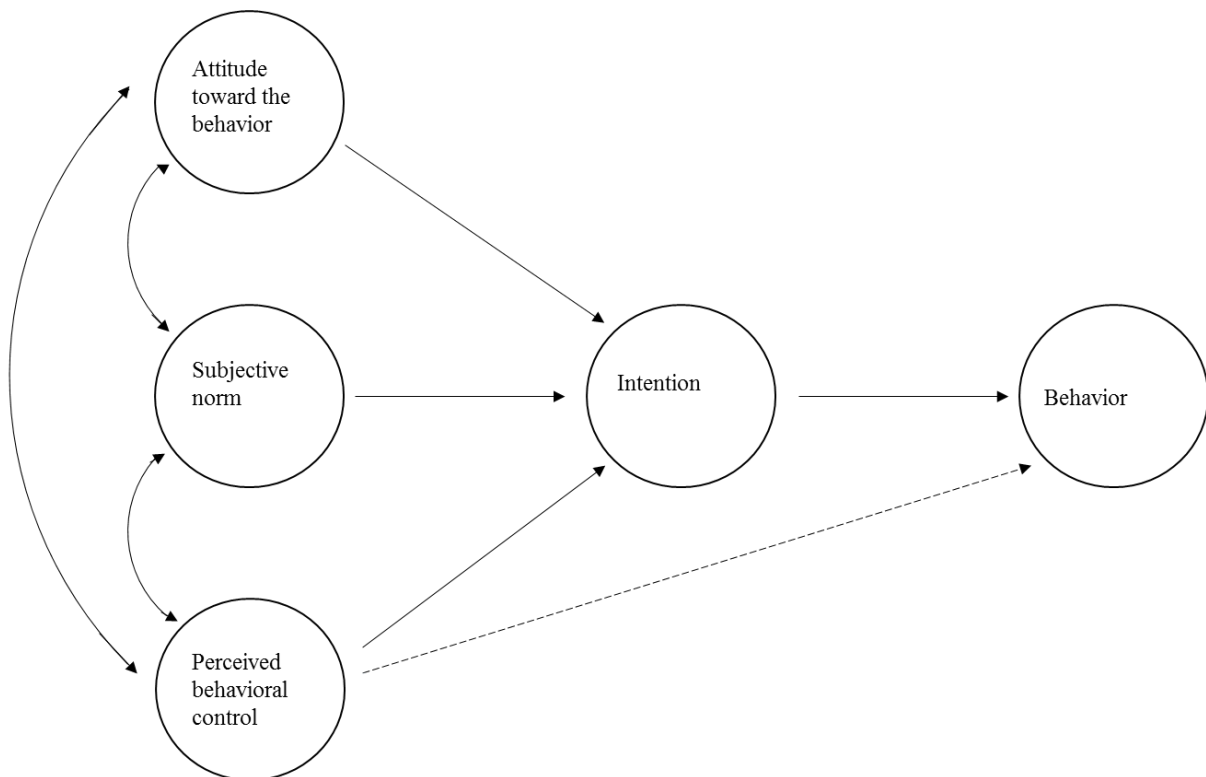 Attitude
toward the
behavior
Subjective
norm
Intention
Behavior
Perceived
behavioral
control